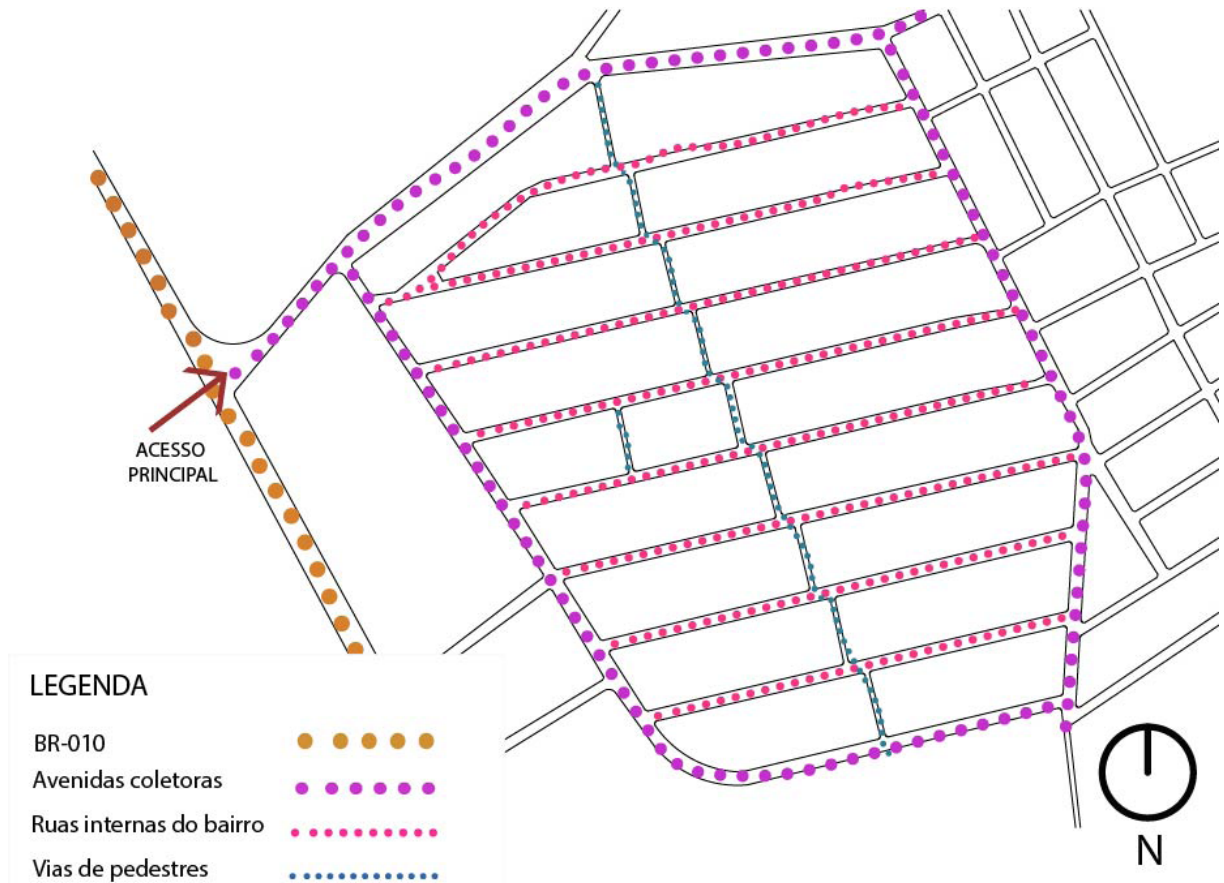 ACESSO
PRINCIPAL
LEGENDA
BR-010
Avenidas coletoras
Ruas internas do bairro
Vias de pedestres
N